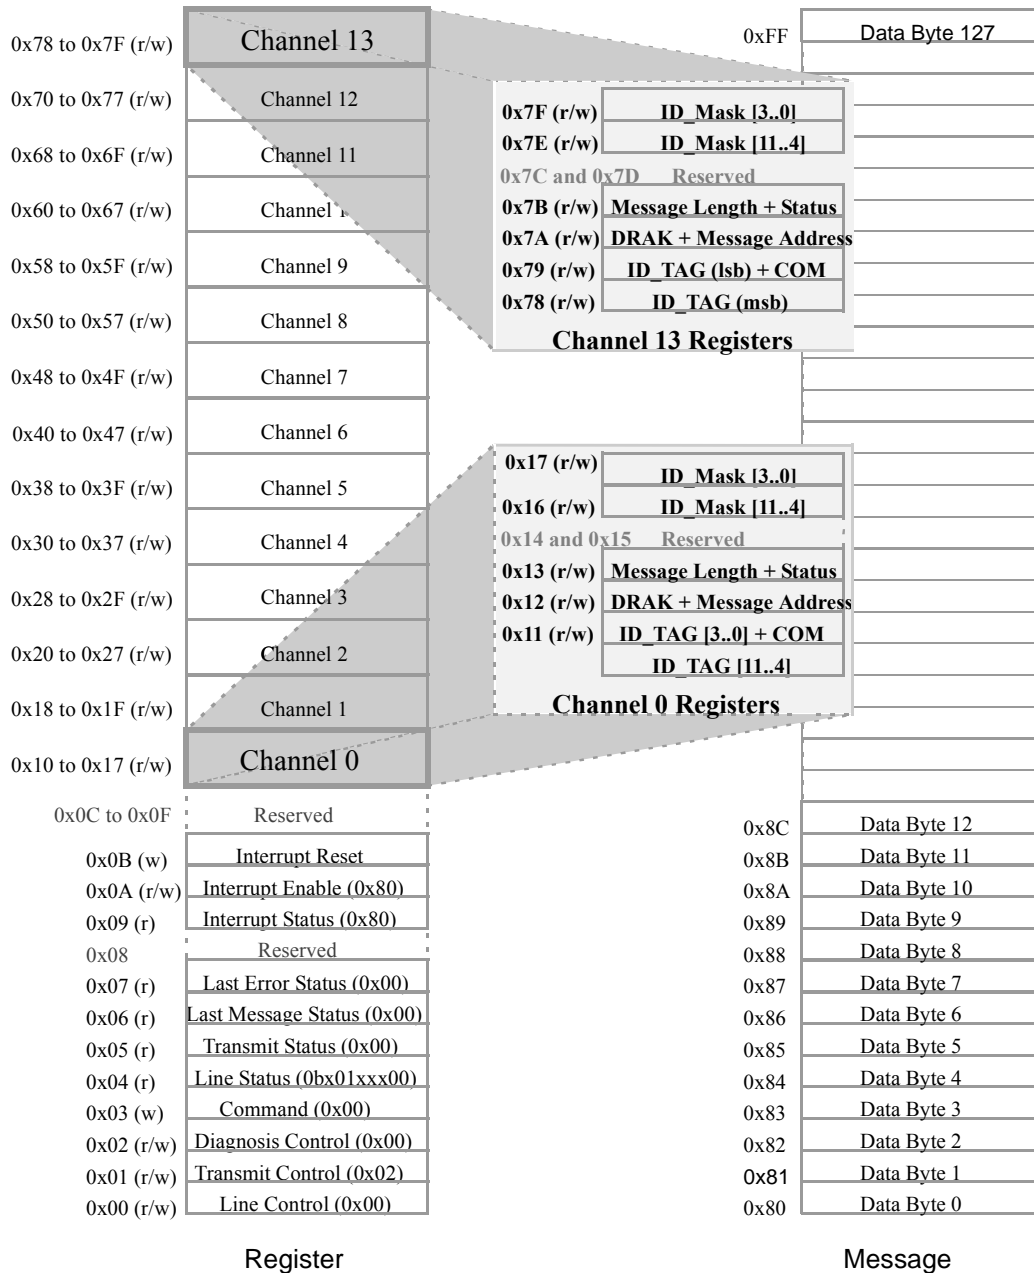 0x78 to 0x7F (r/w) Channel 13
0x70 to 0x77 (r/w) Channel 12
0x68 to 0x6F (r/w) Channel 11
0x60 to 0x67 (r/w) Channel 1
0x58 to 0x5F (r/w) Channel 9
0x50 to 0x57 (r/w) Channel 8
0x48 to 0x4F (r/w) Channel 7
0x40 to 0x47 (r/w) Channel 6
0x38 to 0x3F (r/w) Channel 5
0x30 to 0x37 (r/w) Channel 4
0x28 to 0x2F (r/w) Channel 3
0x20 to 0x27 (r/w) Channel 2
0x18 to 0x1F (r/w) Channel 1
0x10 to 0x17 (r/w) Channel 0
0x0C to 0x0F Reserved
0x0B (w) Interrupt Reset
0x0A (r/w) Interrupt Enable (0x80)
0x09 (r) Interrupt Status (0x80)
0x08 Reserved
0x07 (r) Last Error Status (0x00)
0x06 (r) Last Message Status (0x00)
0x05 (r) Transmit Status (0x00)
0x04 (r) Line Status (0bx01xxx00)
0x03 (w) Command (0x00)
0x02 (r/w) Diagnosis Control (0x00)
0x01 (r/w) Transmit Control (0x02)
0x00 (r/w) Line Control (0x00)
Register
0x7F (r/w) ID_Mask [3..0]
0x7E (r/w) ID_Mask [11..4]
0x7C and 0x7D Reserved
0x7B (r/w) Message Length + Status
0x7A (r/w) DRAK + Message Address
0x79 (r/w) ID_TAG (lsb) + COM
0x78 (r/w) ID_TAG (msb)
Channel 13 Registers
0x17 (r/w) ID_Mask [3..0]
0x16 (r/w) ID_Mask [11..4]
0x14 and 0x15 Reserved
0x13 (r/w) Message Length + Status
0x12 (r/w) DRAK + Message Address
0x11 (r/w) ID_TAG [3..0] + COM
ID_TAG [11..4]
Channel 0 Registers
0xFF Data Byte 127
0x8C Data Byte 12
0x8B Data Byte 11
0x8A Data Byte 10
0x89 Data Byte 9
0x88 Data Byte 8
0x87 Data Byte 7
0x86 Data Byte 6
0x85 Data Byte 5
0x84 Data Byte 4
0x83 Data Byte 3
0x82 Data Byte 2
0x81 Data Byte 1
0x80 Data Byte 0
Message